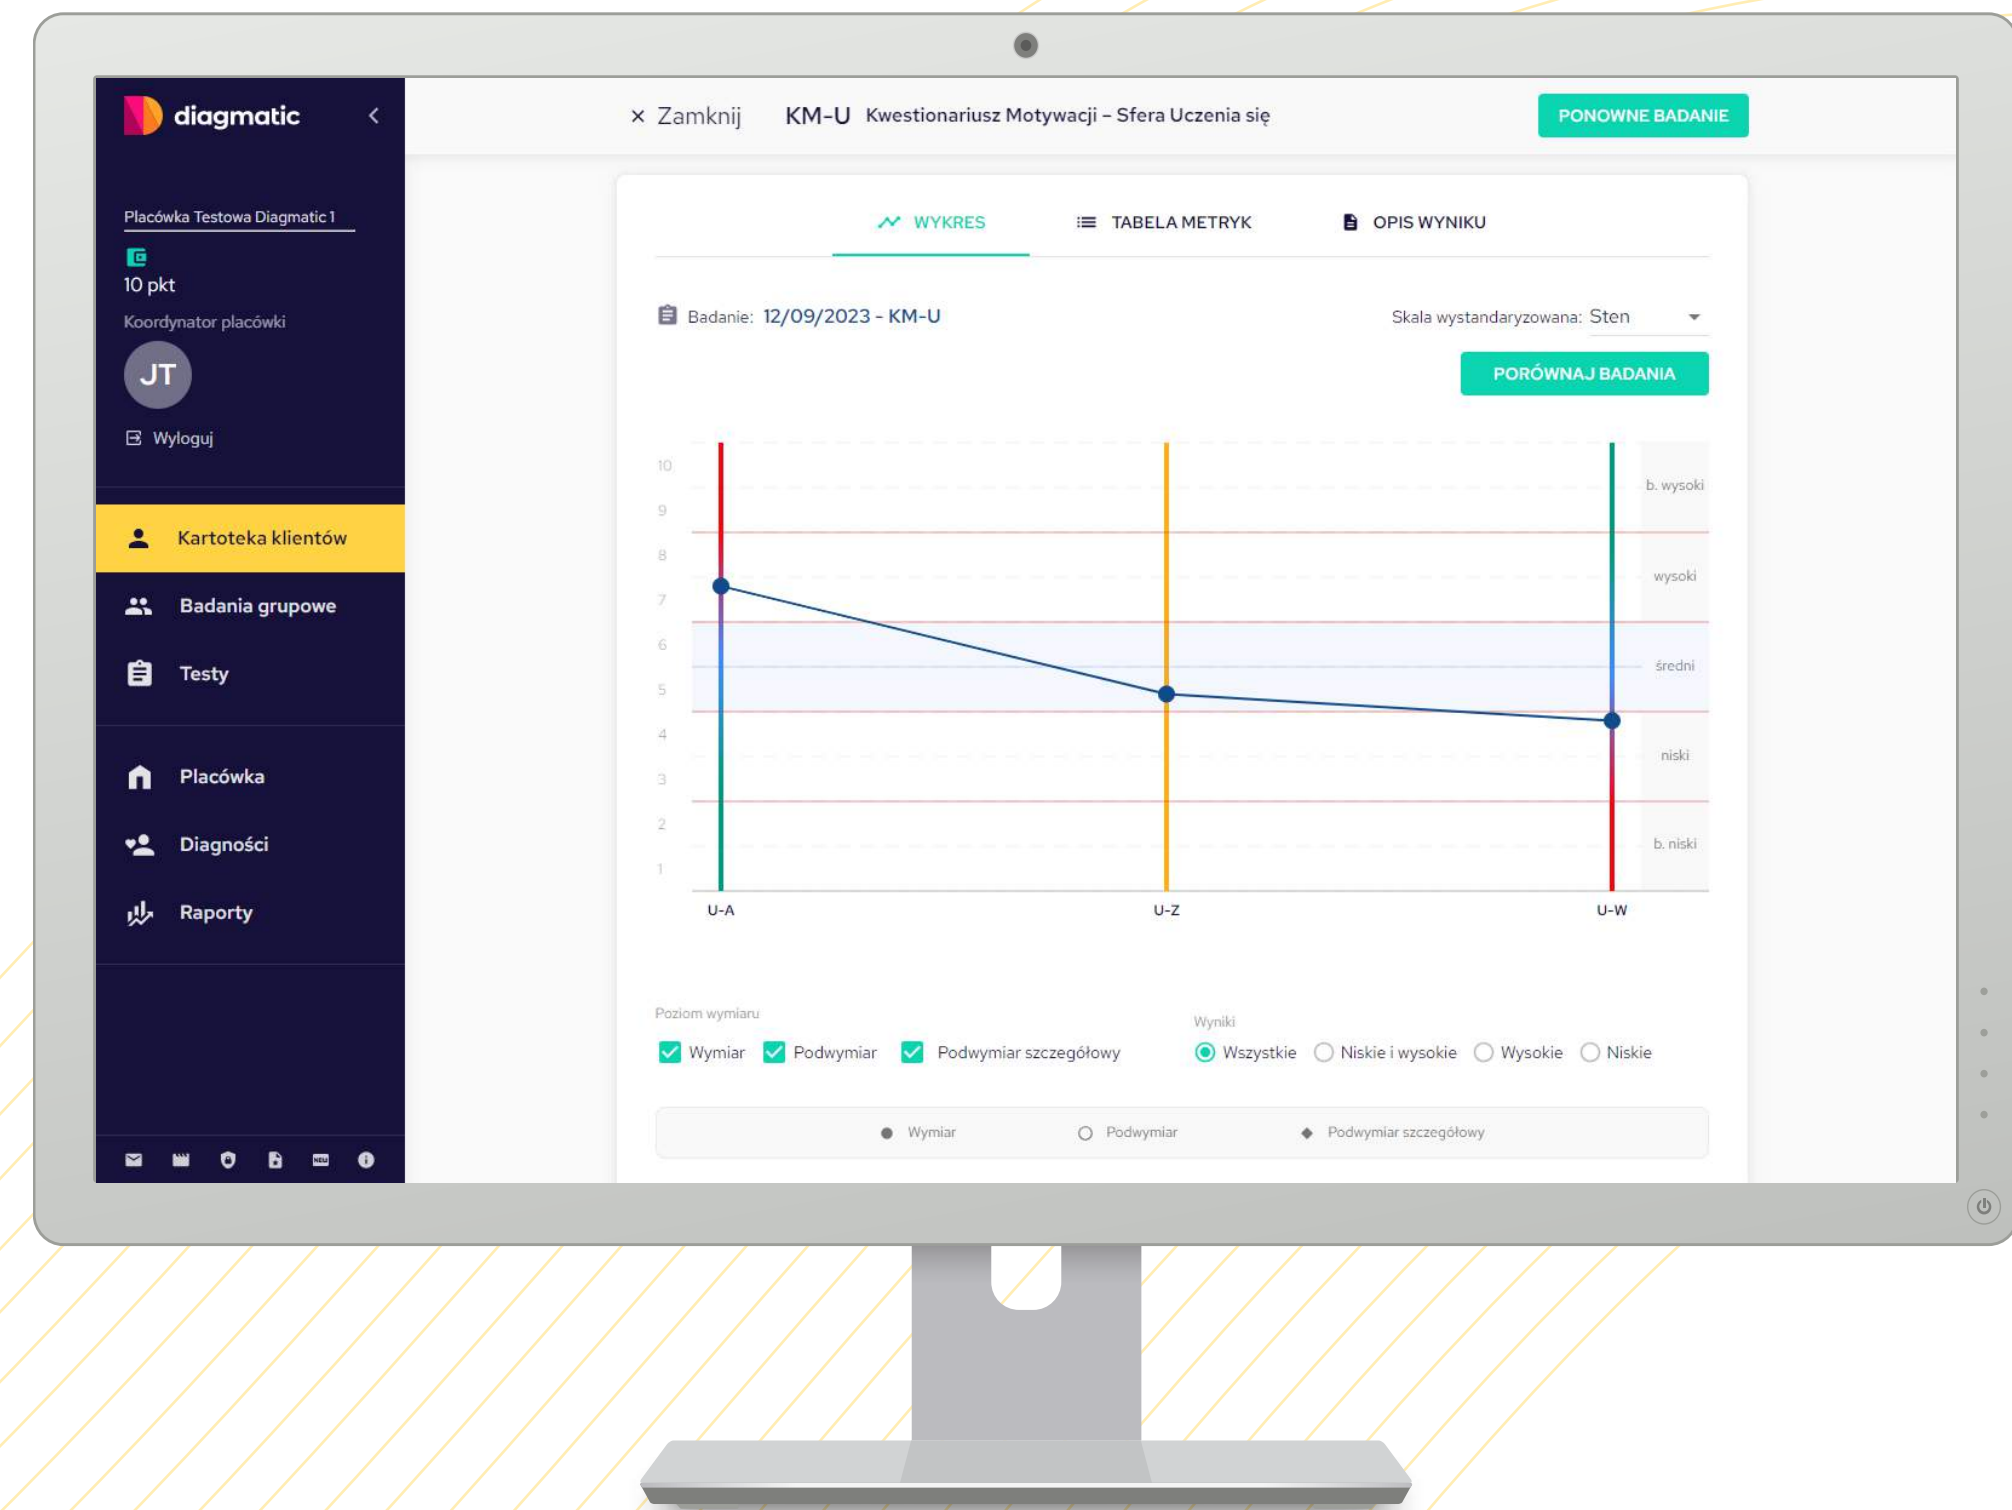 diagmatic
Placówka Testowa Diagmatic 1
10 pkt
Koordynator placówki
JT
Wyloguj
Kartoteka klientów
Badania grupowe
Testy
Placówka
Diagności
Raporty
NEU
× Zamknij KM-U Kwestionariusz Motywacji – Sfera Uczenia się PONOWNE BADANIE
WYKRES TABELA METRYK OPIS WYNIKU
Badanie: 12/09/2023 - KM-U Skala wystandaryzowana: Sten
PORÓWNAJ BADANIA
10
b. wysoki
9
8
wysoki
7
6
średni
5
4
niski
3
2
b. niski
1
U-A U-Z U-W
Poziom wymiaru Wyniki
Wymiar Podwymiar Podwymiar szczegółowy Wszystkie Niskie i wysokie Wysokie Niskie
Wymiar Podwymiar Podwymiar szczegółowy